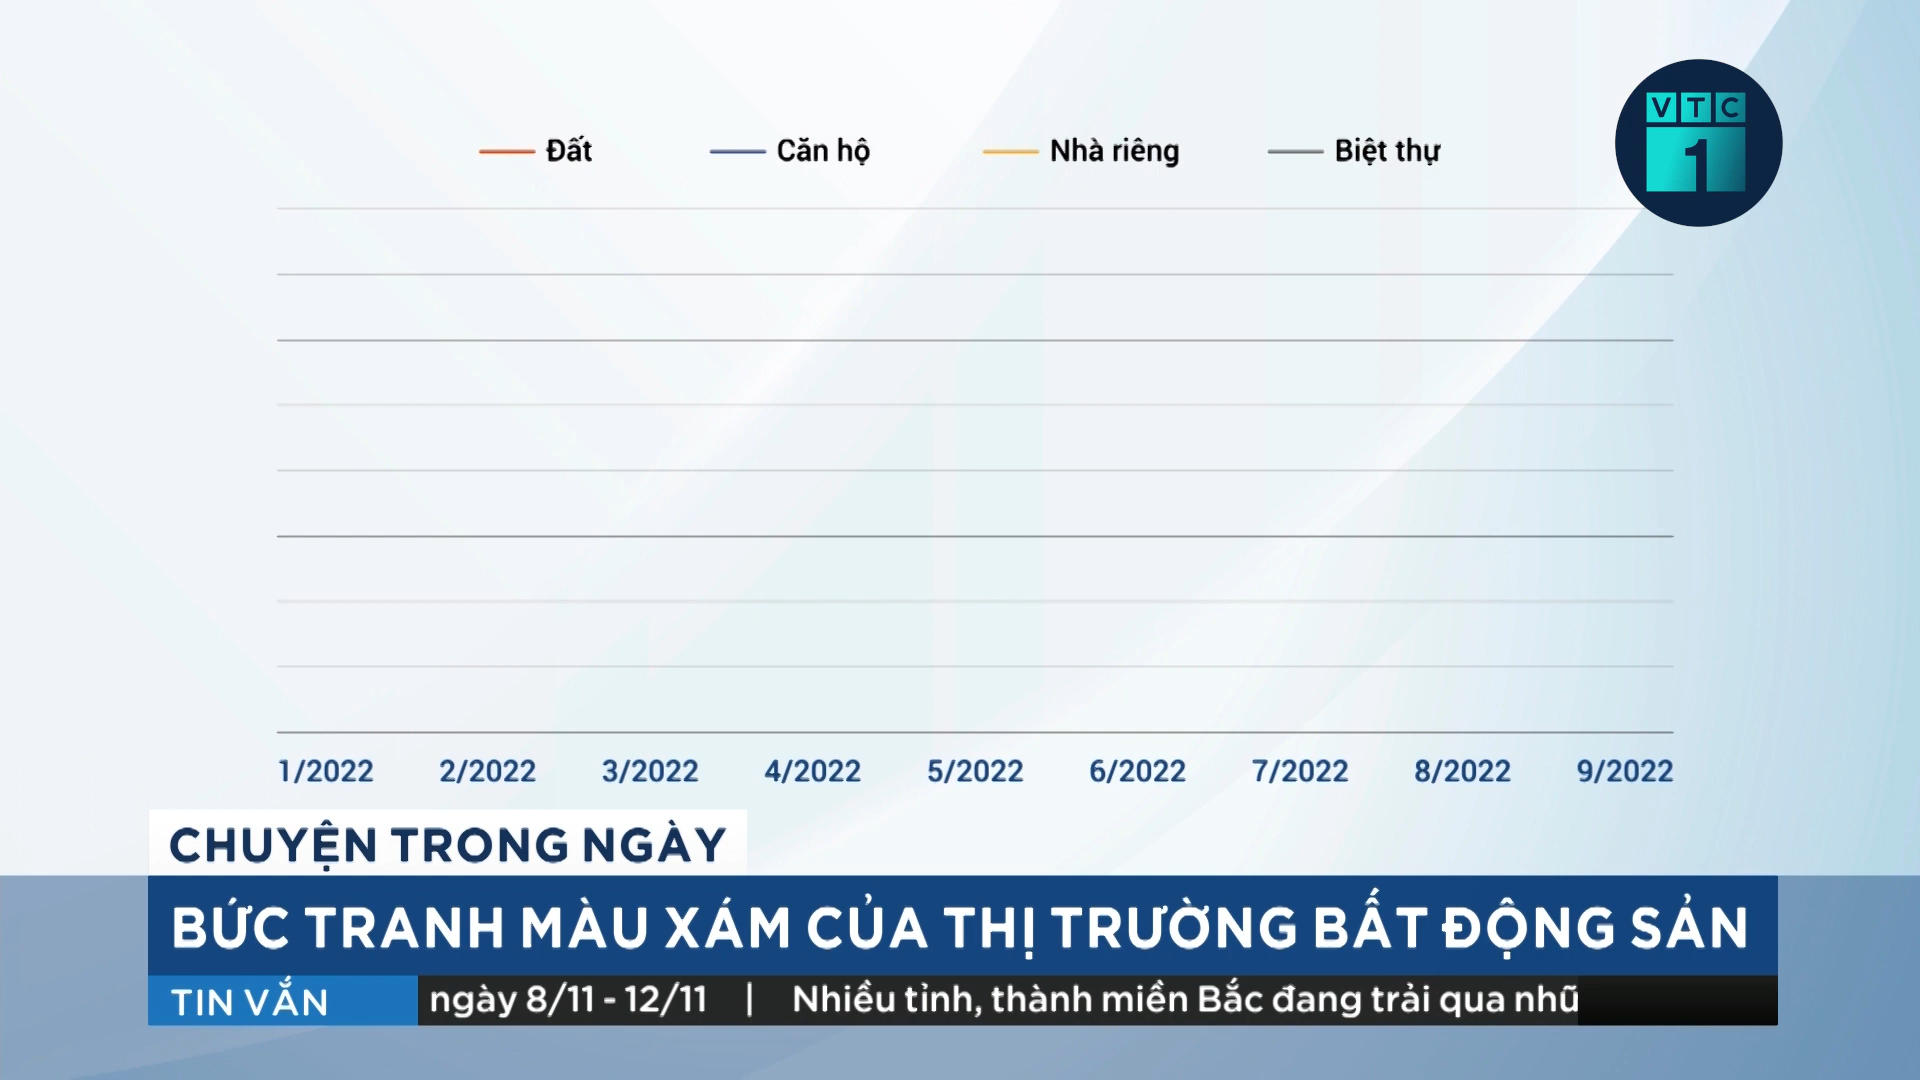 Đất Căn hộ Nhà riêng Biệt thự
VTC
1
1/2022 2/2022 3/2022 4/2022 5/2022 6/2022 7/2022 8/2022 9/2022
CHUYỆN TRONG NGÀY
BỨC TRANH MÀU XÁM CỦA THỊ TRƯỜNG BẤT ĐỘNG SẢN
TIN VẮN ngày 8/11 - 12/11 | Nhiều tỉnh, thành miền Bắc đang trải qua nhữ